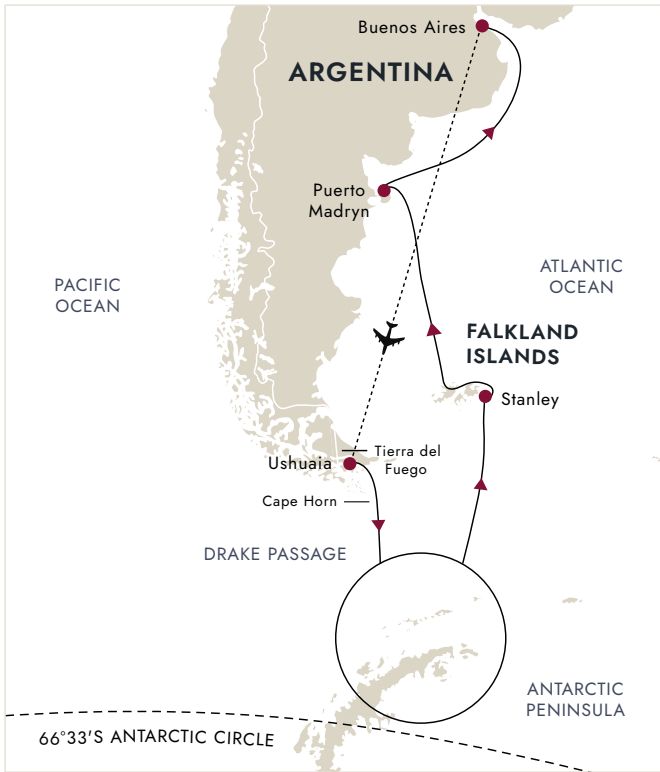 Buenos Aires
ARGENTINA
Puerto
Madryn
PACIFIC
OCEAN
ATLANTIC
OCEAN
FALKLAND
ISLANDS
Stanley
Tierra del
Fuego
Ushuaia
Cape Horn
DRAKE PASSAGE
ANTARCTIC
PENINSULA
66°33'S ANTARCTIC CIRCLE